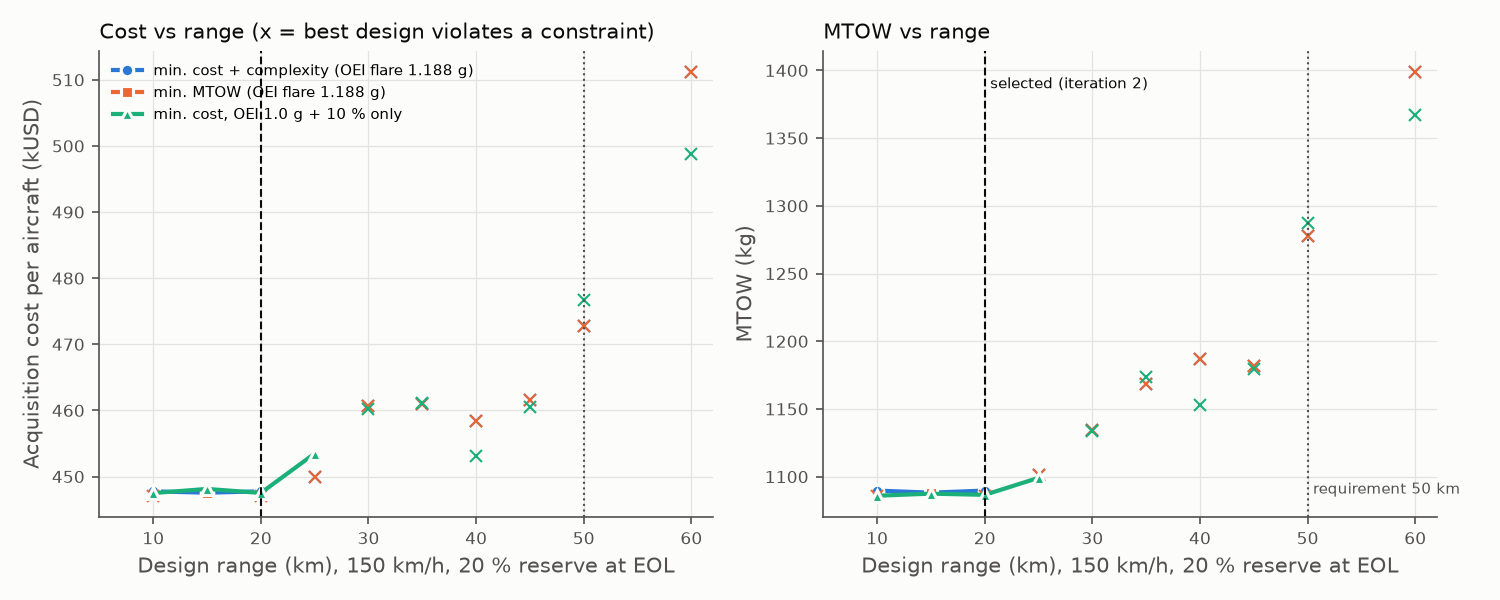 Cost vs range (x = best design violates a constraint)
min. cost + complexity (OEI flare 1.188 g)
min. MTOW (OEI flare 1.188 g)
min. cost, OEI 1.0 g + 10 % only
Acquisition cost per aircraft (kUSD)
510
500
490
480
470
460
450
10 20 30 40 50 60
Design range (km), 150 km/h, 20 % reserve at EOL
MTOW vs range
selected (iteration 2)
requirement 50 km
MTOW (kg)
1400
1350
1300
1250
1200
1150
1100
10 20 30 40 50 60
Design range (km), 150 km/h, 20 % reserve at EOL